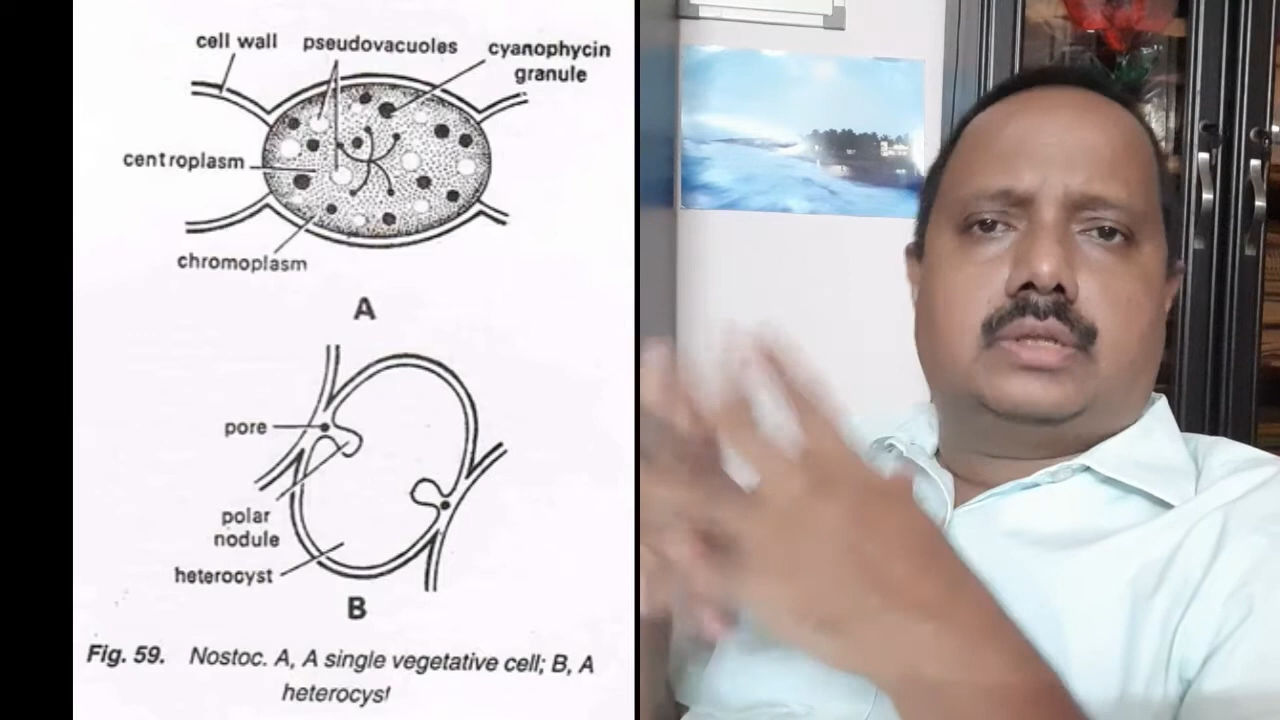 cell wall
pseudovacuoles
cyanophycin
granule
centroplasm
chromoplasm
A
pore
polar
nodule
heterocyst
B
Fig. 59. Nostoc. A, A single vegetative cell; B, A
heterocyst